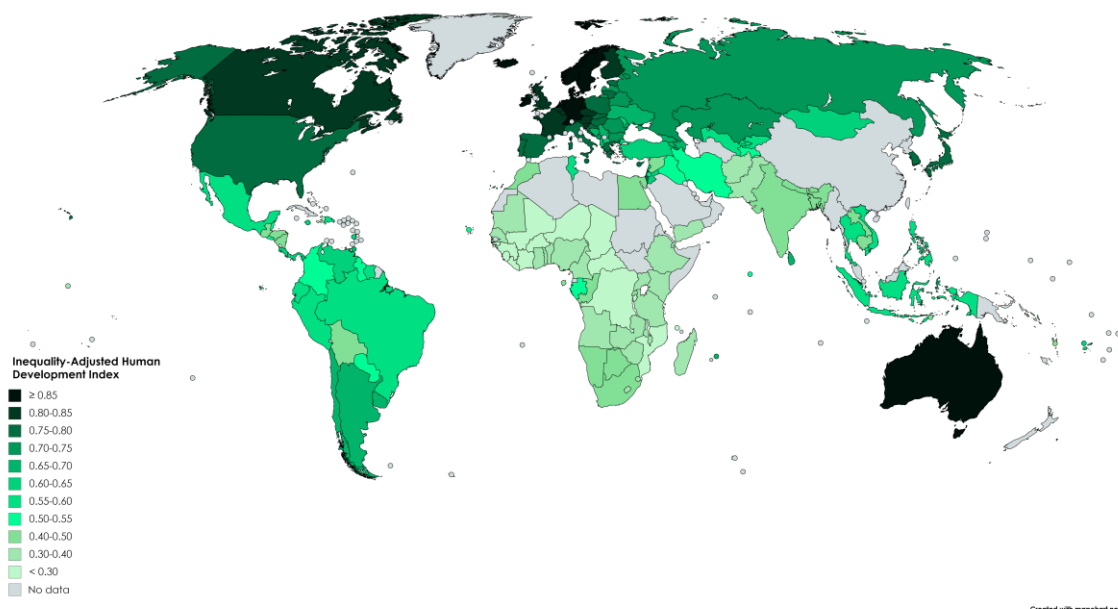 Inequality-Adjusted Human
Development Index
≥ 0.85
0.80-0.85
0.75-0.80
0.70-0.75
0.65-0.70
0.60-0.65
0.55-0.60
0.50-0.55
0.40-0.50
0.30-0.40
< 0.30
No data
Created with